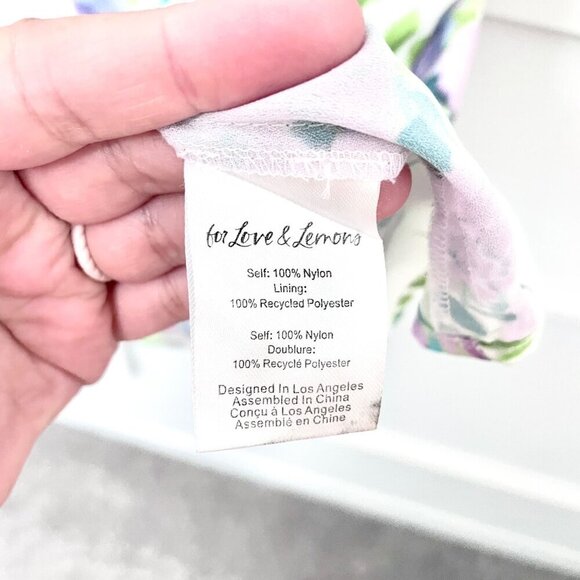 for Love & Lemons
Self: 100% Nylon
Lining:
100% Recycled Polyester
Self: 100% Nylon
Doublure:
100% Recyclé Polyester
Designed In Los Angeles
Assembled In China
Conçu à Los Angeles
Assemblé en Chine